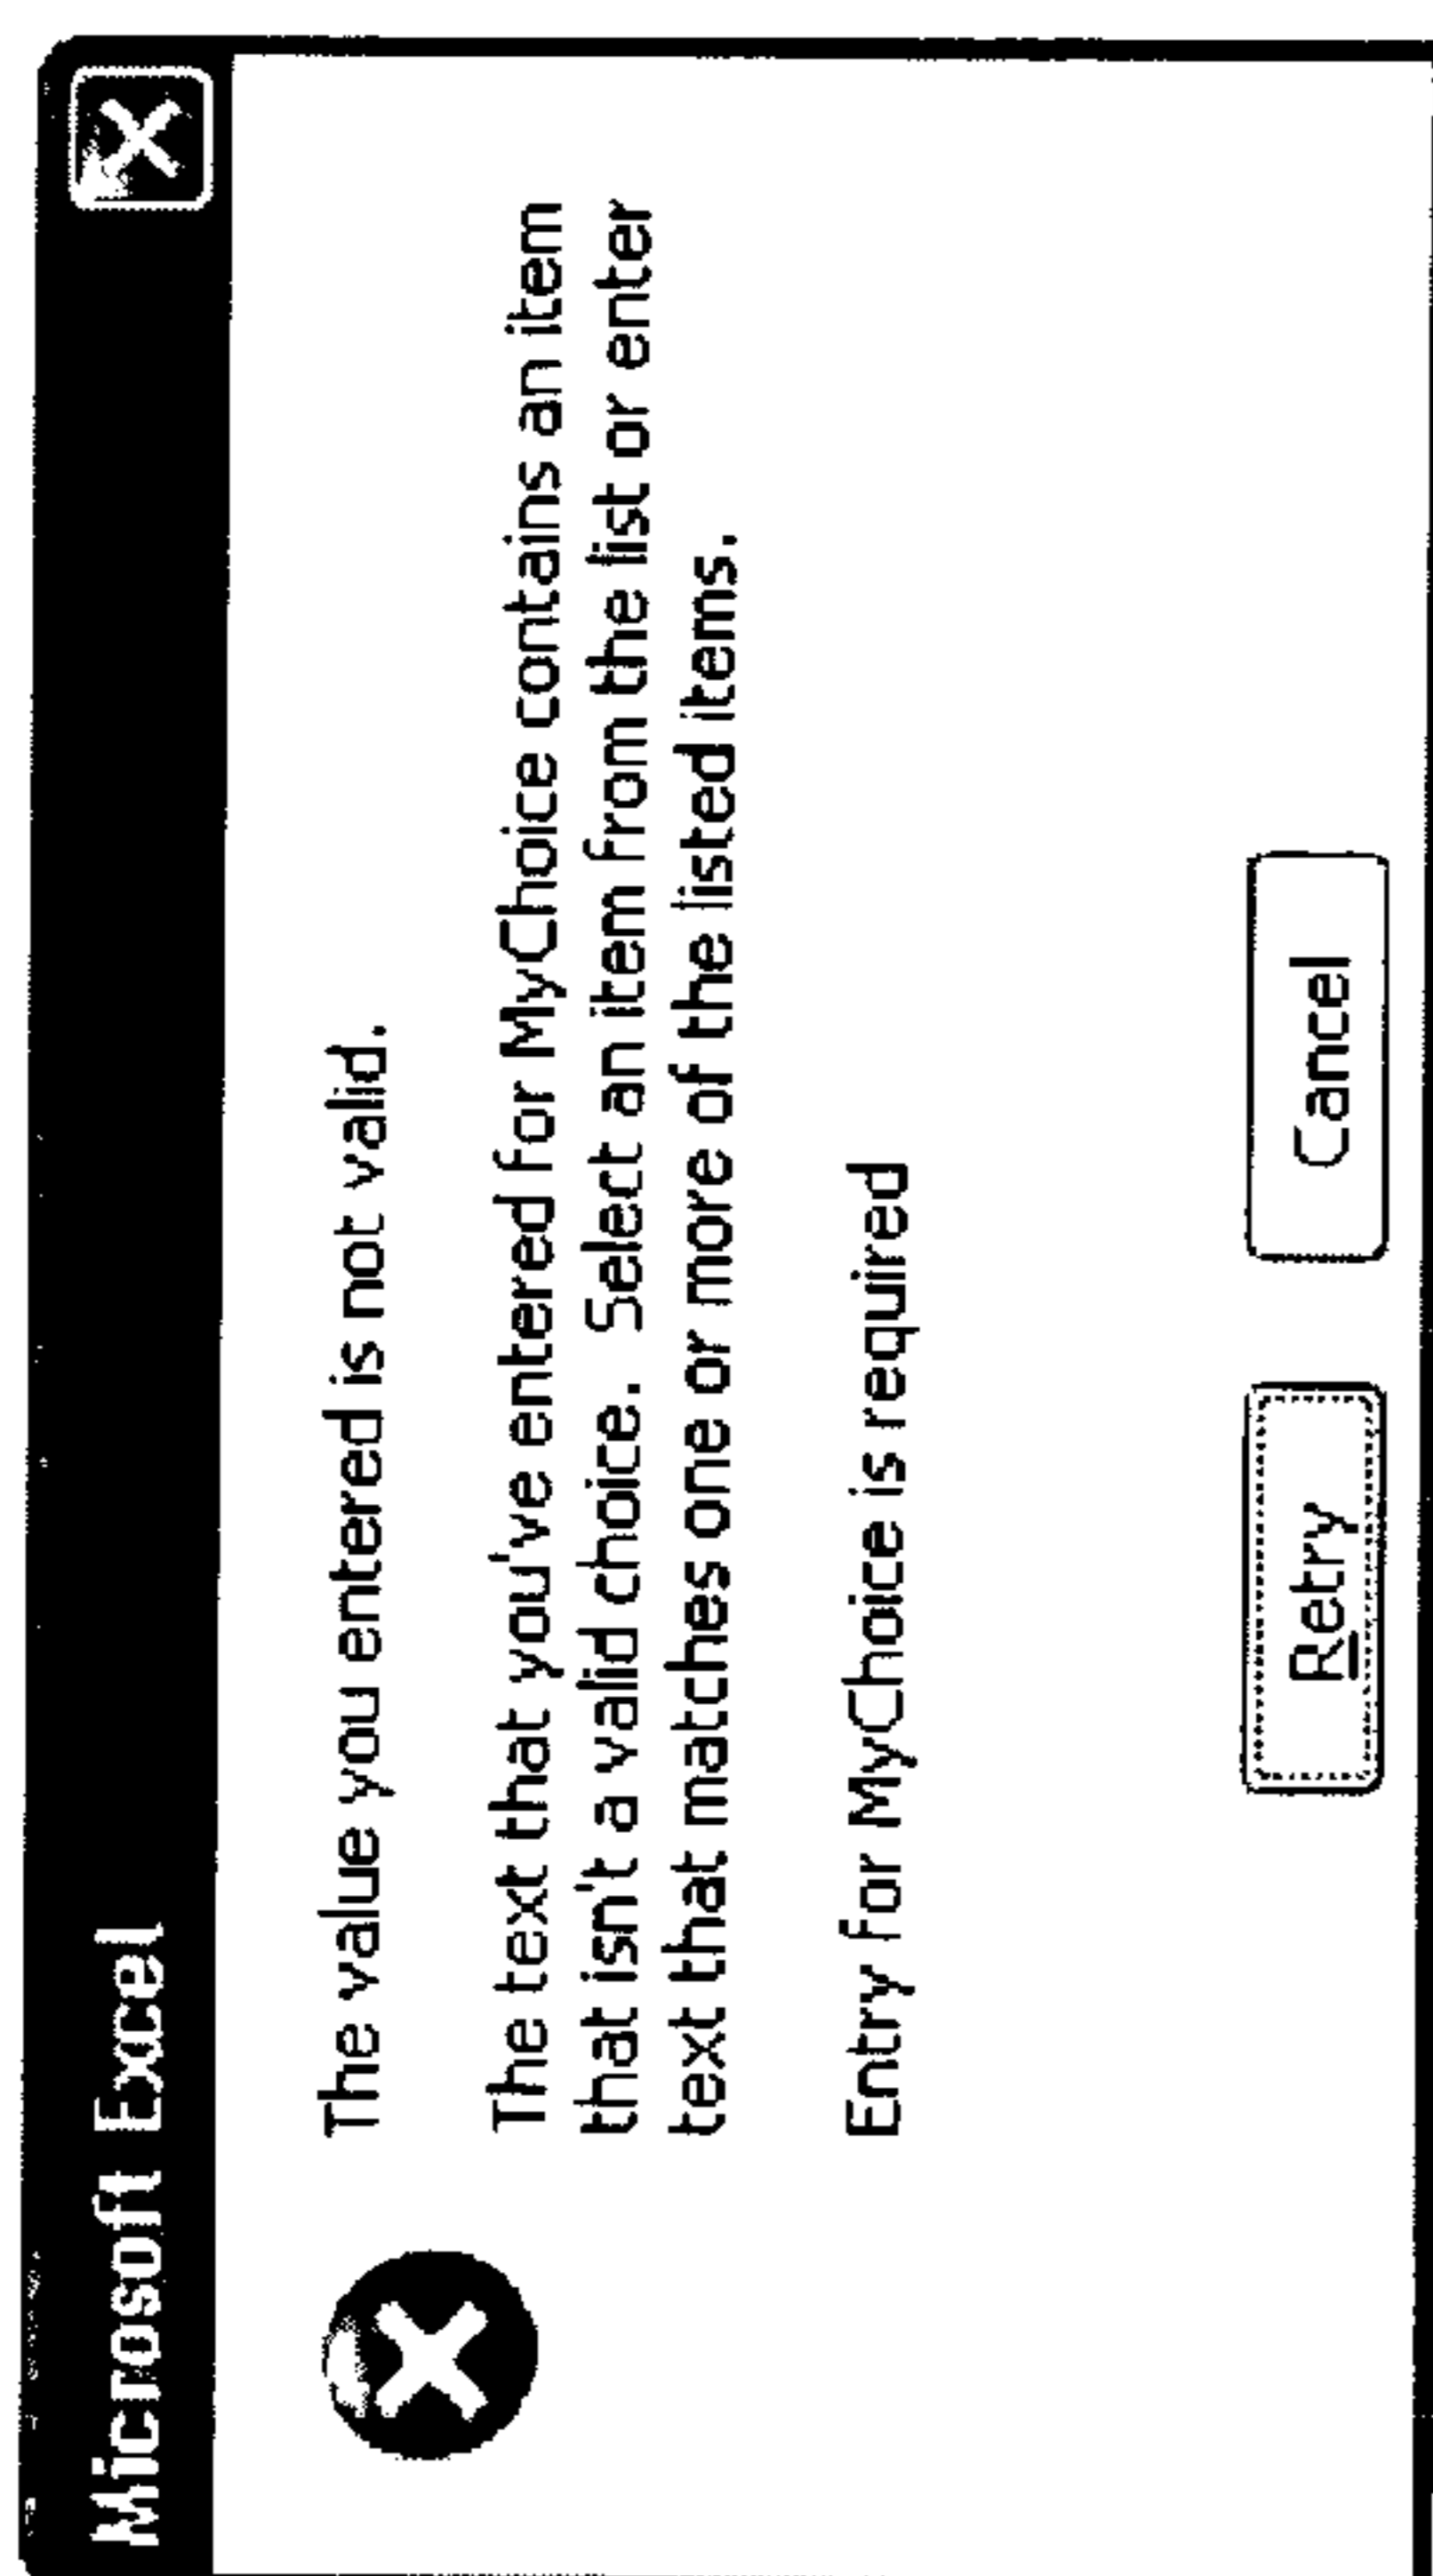 Microsoft Excel
The value you entered is not valid.
The text that you've entered for MyChoice contains an item
that isn't a valid choice.  Select an item from the list or enter
text that matches one or more of the listed items.
Entry for MyChoice is required
Retry
Cancel